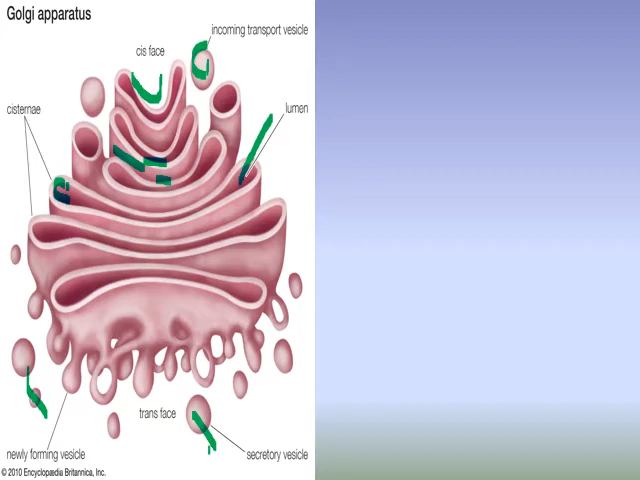 Golgi apparatus
incoming transport vesicle
cis face
cisternae
lumen
trans face
newly forming vesicle
secretory vesicle
© 2010 Encyclopædia Britannica, Inc.